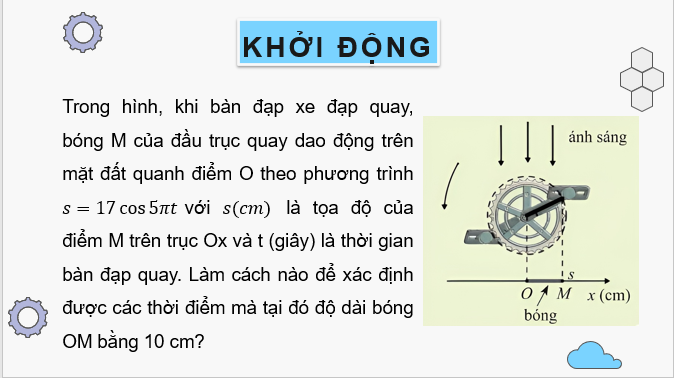 KHỞI ĐỘNG
Trong hình, khi bàn đạp xe đạp quay,
bóng M của đầu trục quay dao động trên
mặt đất quanh điểm O theo phương trình
s = 17 cos 5πt với s(cm) là tọa độ của
điểm M trên trục Ox và t (giây) là thời gian
bàn đạp quay. Làm cách nào để xác định
được các thời điểm mà tại đó độ dài bóng
OM bằng 10 cm?
ánh sáng
s
O M x (cm)
bóng